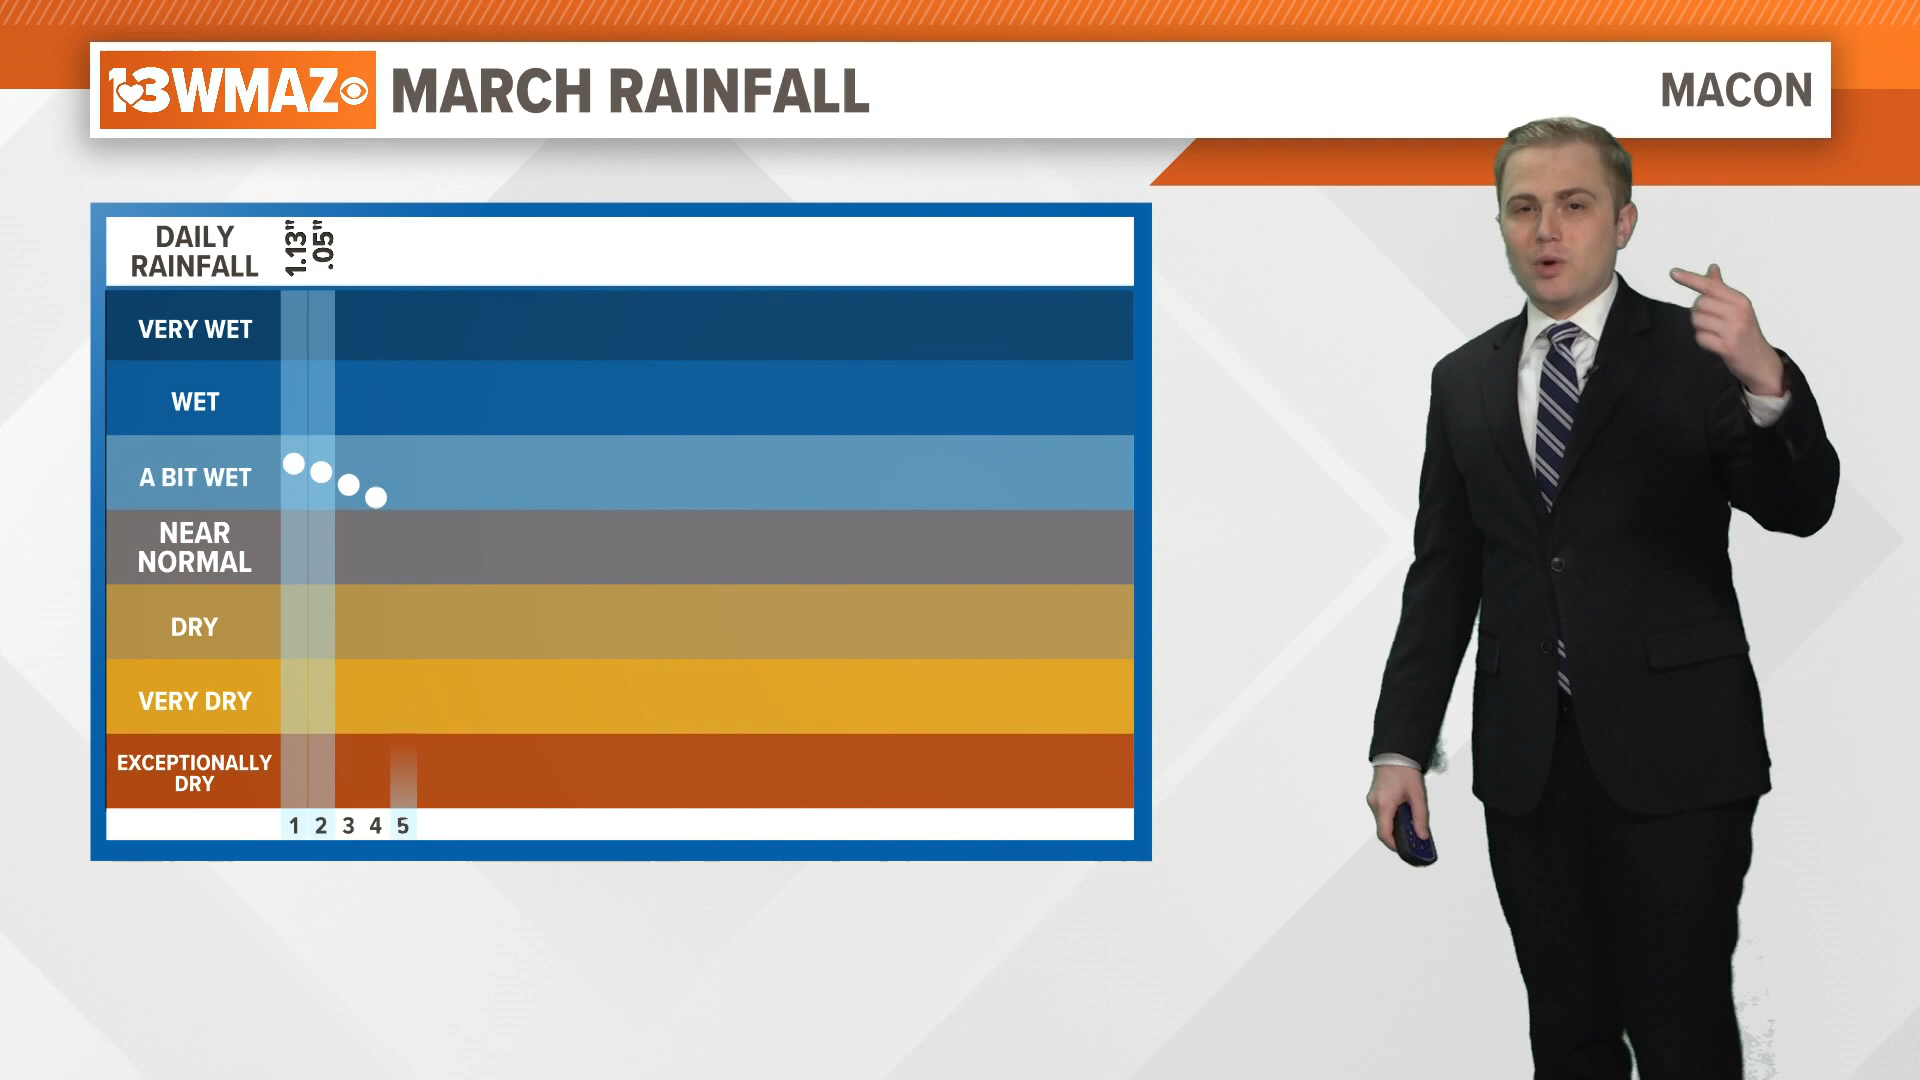 13WMAZ
MARCH RAINFALL
MACON
DAILY
RAINFALL
1.13"
.05"
VERY WET
WET
A BIT WET
NEAR
NORMAL
DRY
VERY DRY
EXCEPTIONALLY
DRY
1 2 3 4 5